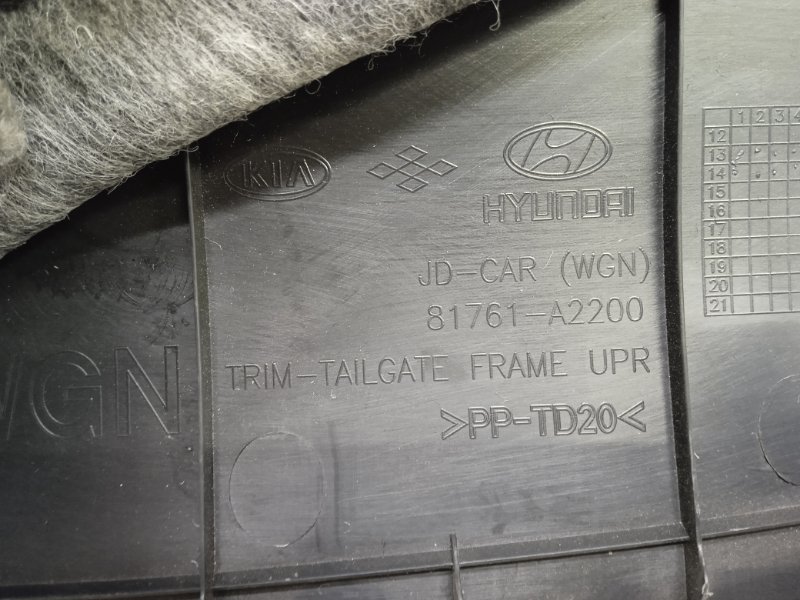 KIA
HYUNDAI
JD-CAR (WGN)
81761-A2200
TRIM-TAILGATE FRAME UPR
>PP-TD20<
WGN
1 2 3 4
12
13
14
15
16
17
18
19
20
21